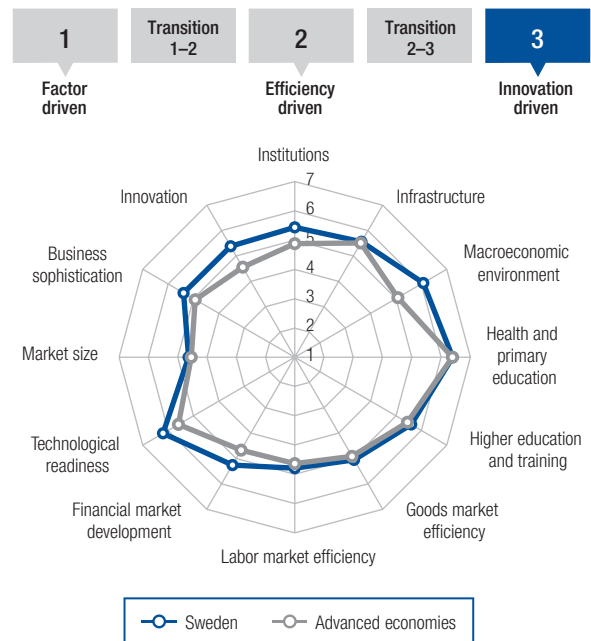 1
Transition
1–2
2
Transition
2–3
3
Factor
driven
Efficiency
driven
Innovation
driven
Institutions
7
Innovation
Infrastructure
6
Business
sophistication
5
Macroeconomic
environment
4
3
2
Market size
1
Health and
primary
education
Technological
readiness
Higher education
and training
Financial market
development
Goods market
efficiency
Labor market efficiency
Sweden
Advanced economies